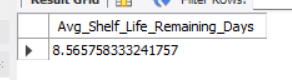 Result Grid Filter Rows:
Avg_Shelf_Life_Remaining_Days
8.565758333241757